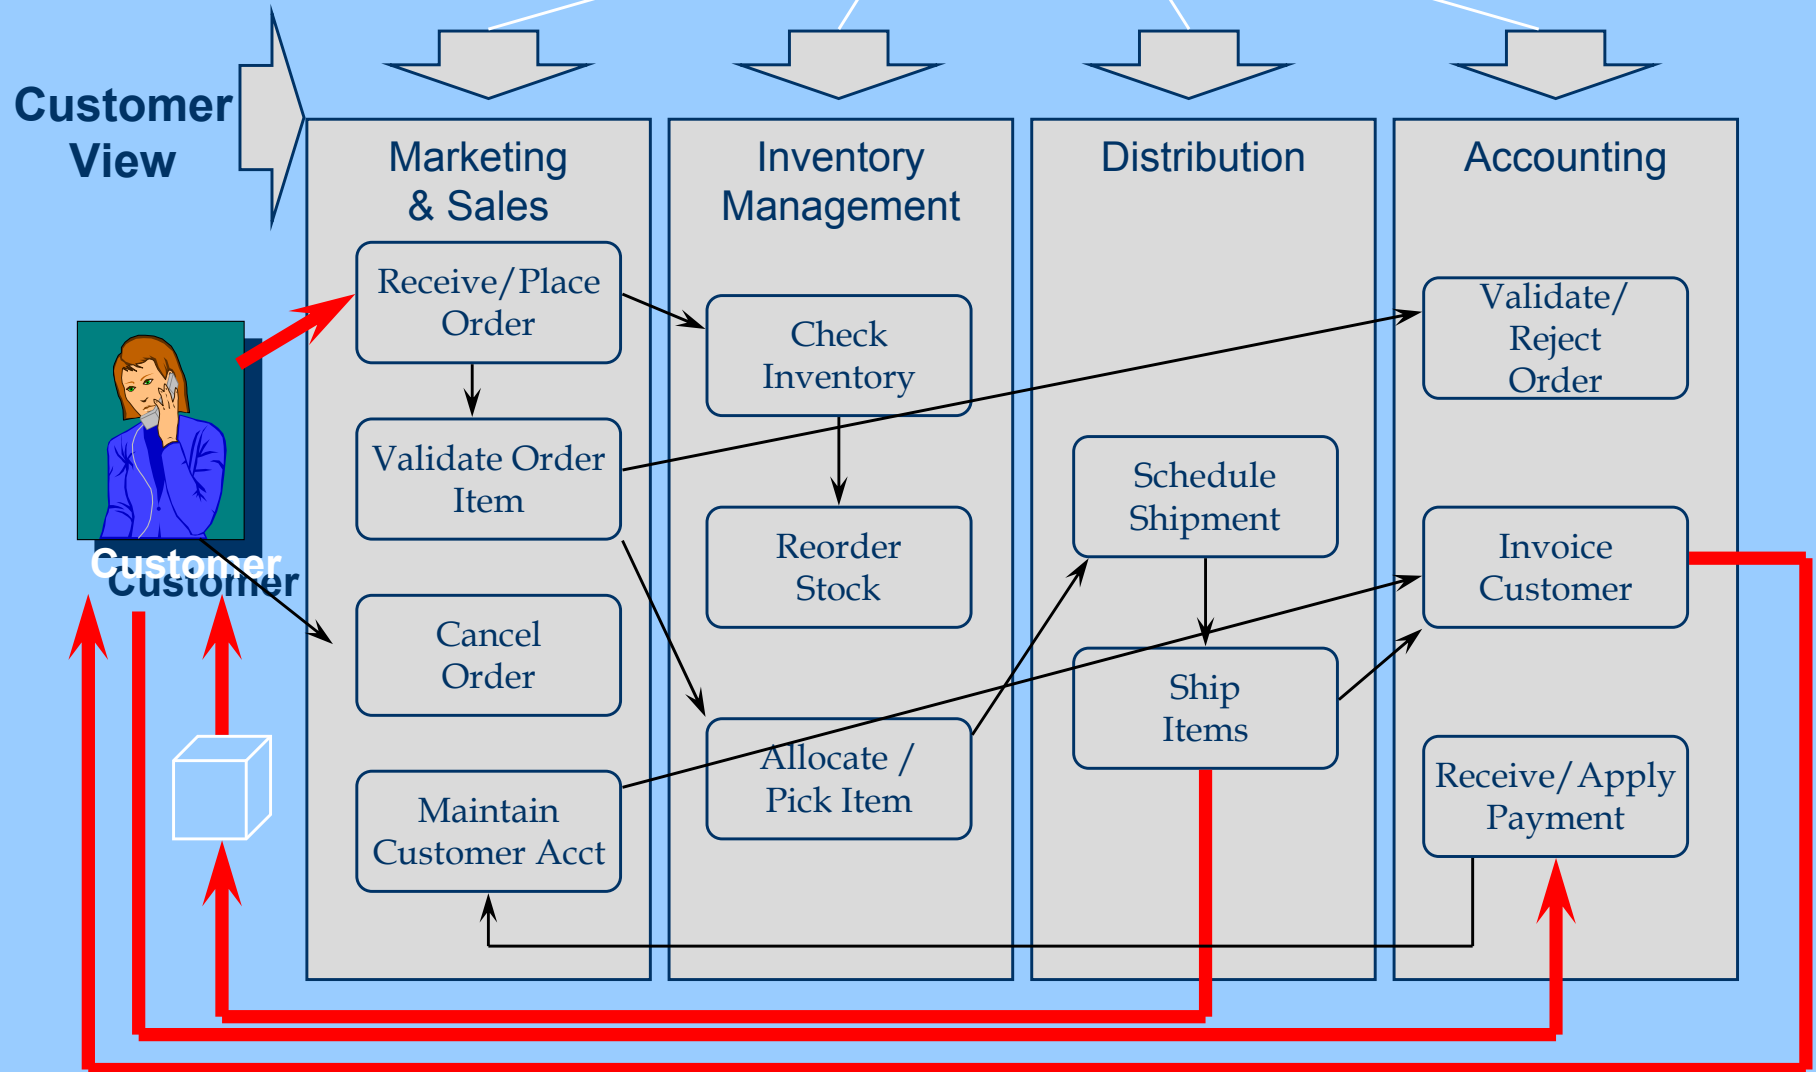 Customer
View
Marketing
& Sales
Receive/Place
Order
Validate Order
Item
Cancel
Order
Maintain
Customer Acct
Inventory
Management
Check
Inventory
Reorder
Stock
Allocate /
Pick Item
Distribution
Schedule
Shipment
Ship
Items
Accounting
Validate/
Reject
Order
Invoice
Customer
Receive/Apply
Payment
Customer
Customer